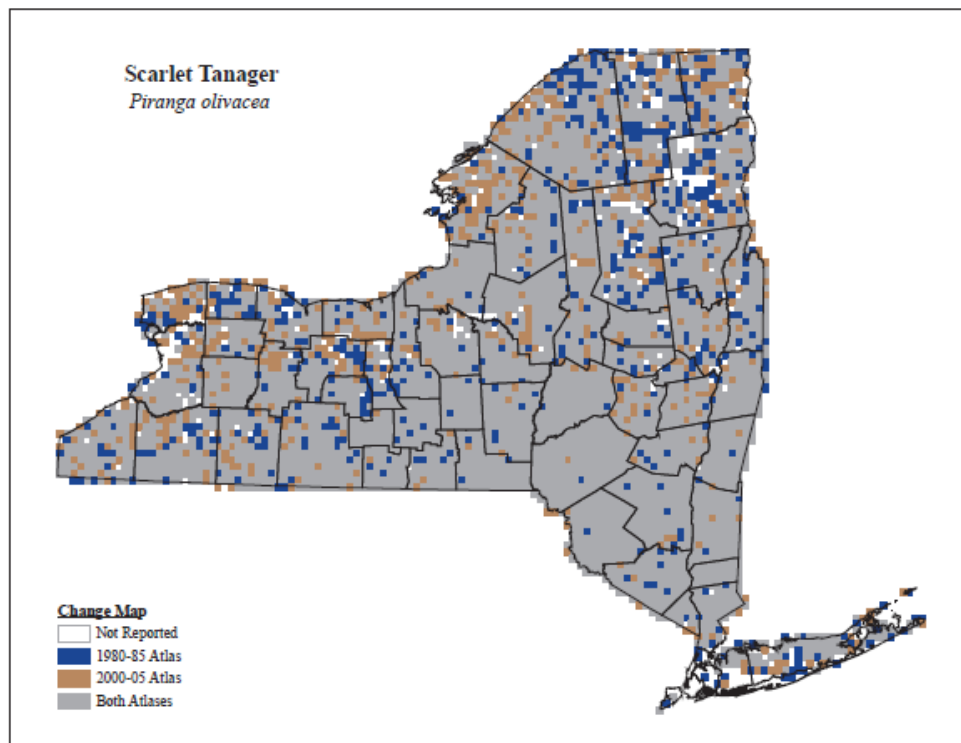 Scarlet Tanager
Piranga olivacea
Change Map
Not Reported
1980-85 Atlas
2000-05 Atlas
Both Atlases